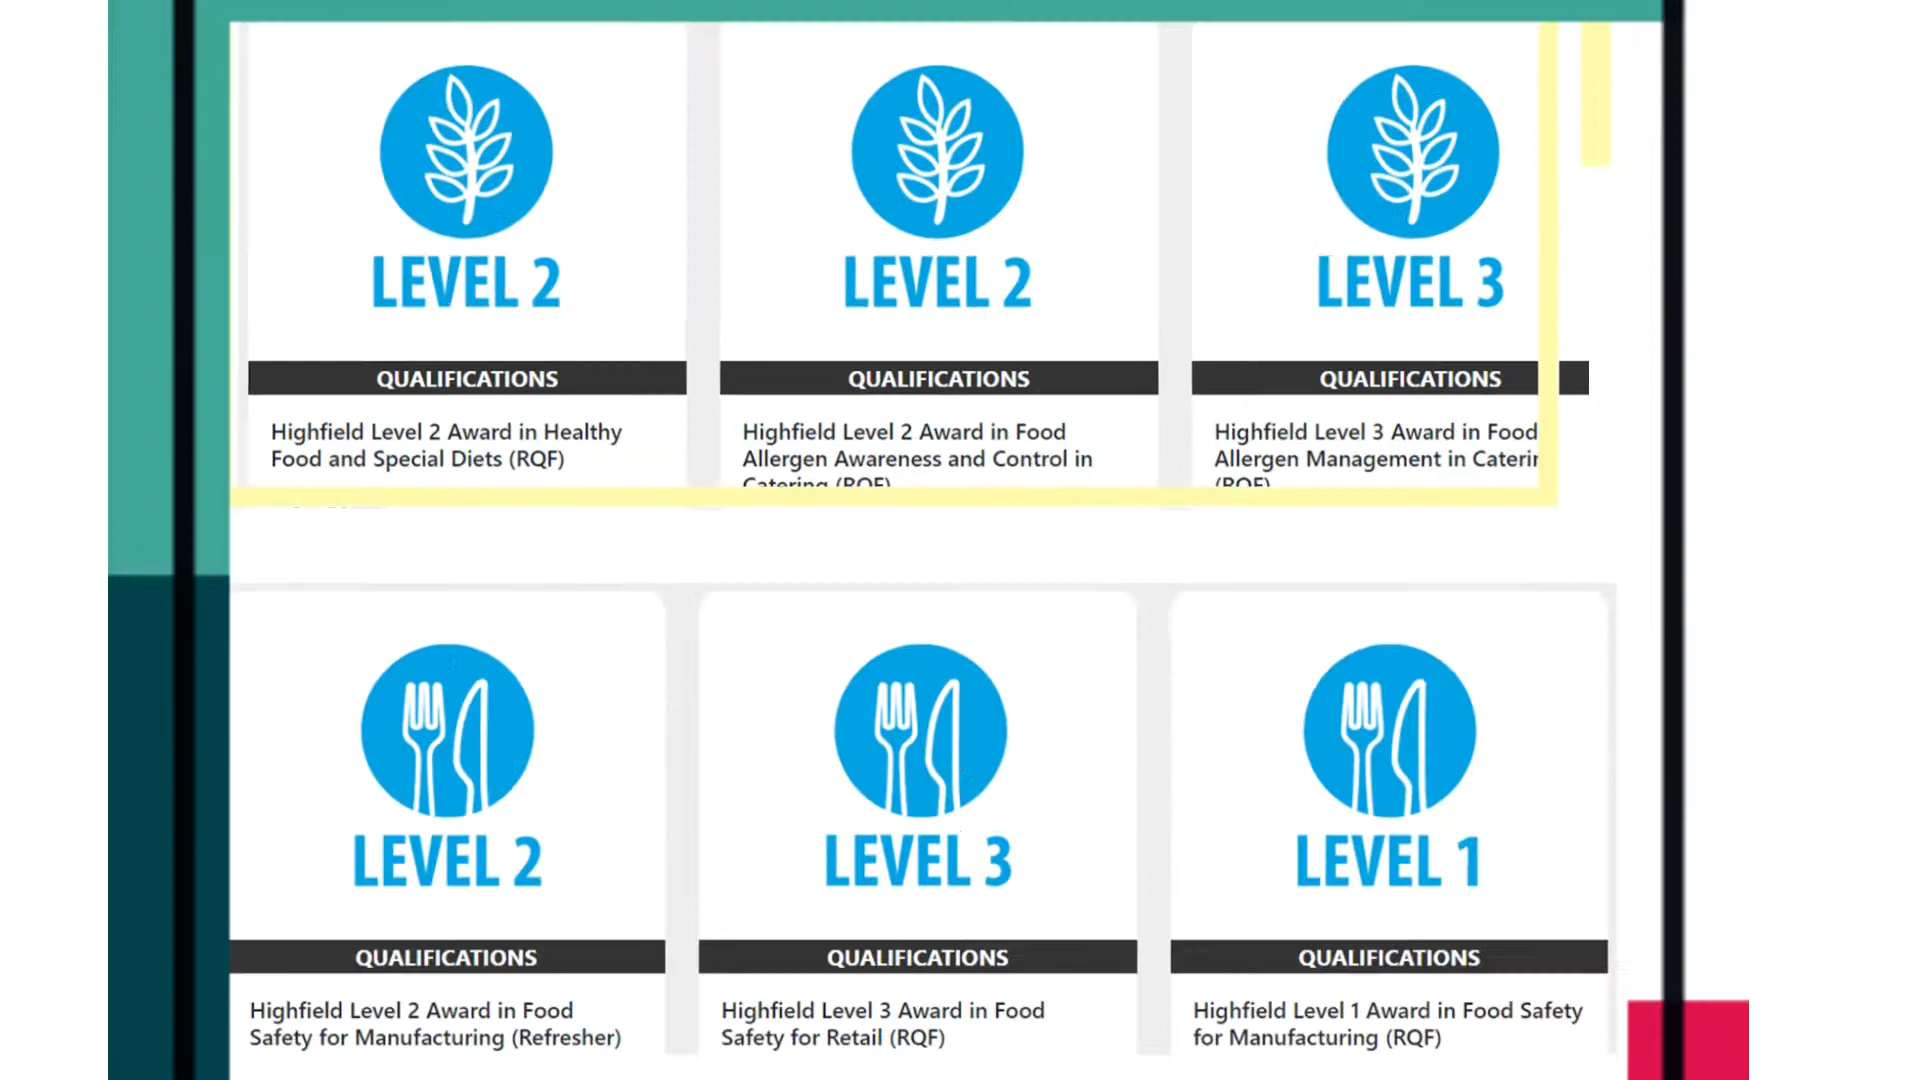 LEVEL 2
LEVEL 2
LEVEL 3
QUALIFICATIONS
QUALIFICATIONS
QUALIFICATIONS
Highfield Level 2 Award in Healthy
Food and Special Diets (RQF)
Highfield Level 2 Award in Food
Allergen Awareness and Control in
Catering (RQF)
Highfield Level 3 Award in Food
Allergen Management in Caterin
(RQF)
LEVEL 2
LEVEL 3
LEVEL 1
QUALIFICATIONS
QUALIFICATIONS
QUALIFICATIONS
Highfield Level 2 Award in Food
Safety for Manufacturing (Refresher)
Highfield Level 3 Award in Food
Safety for Retail (RQF)
Highfield Level 1 Award in Food Safety
for Manufacturing (RQF)